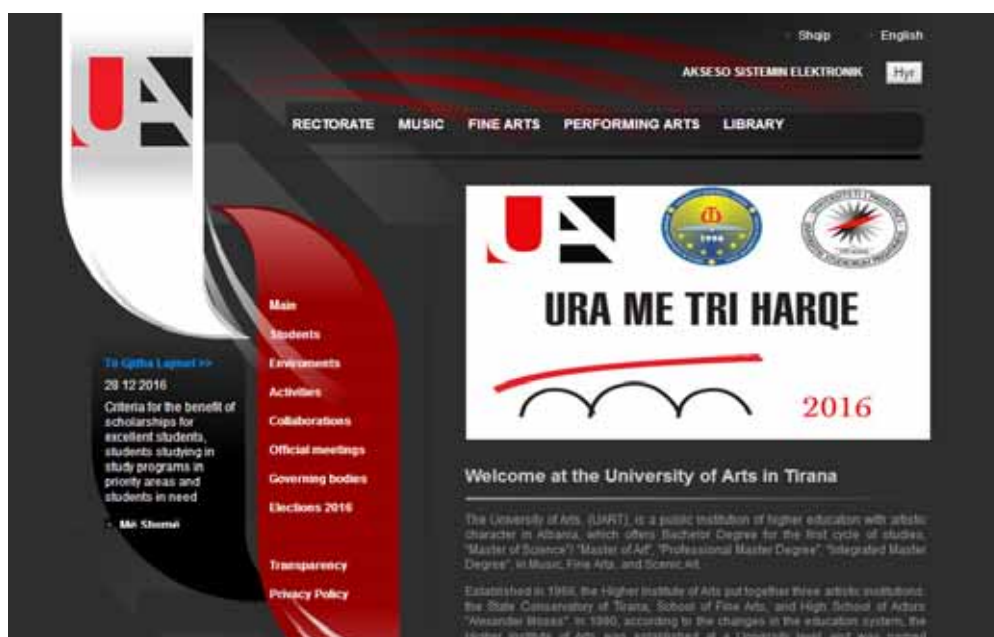 Shqip
English
AKSESO SISTEMIN ELEKTRONIK
Hyr
UA
RECTORATE MUSIC FINE ARTS PERFORMING ARTS LIBRARY
UA
1998
URA ME TRI HARQE
2016
Main
Students
Enviroments
Activities
Collaborations
Official meetings
Governing bodies
Elections 2016
Transparency
Privacy Policy
Të Gjitha Lajmet >>
28 12 2016
Criteria for the benefit of
scholarships for
excellent students,
students studying in
study programs in
priority areas and
students in need
Më Shumë
Welcome at the University of Arts in Tirana
The University of Arts, (UART), is a public institution of higher education with artistic
character in Albania, which offers Bachelor Degree for the first cycle of studies,
"Master of Science"/ "Master of Art", "Professional Master Degree", "Integrated Master
Degree", in Music, Fine Arts, and Scenic Art.
Established in 1966, the Higher Institute of Arts put together three artistic institutions:
the State Conservatory of Tirana, School of Fine Arts, and High School of Actors
"Alexander Moissi". In 1990, according to the changes in the education system, the